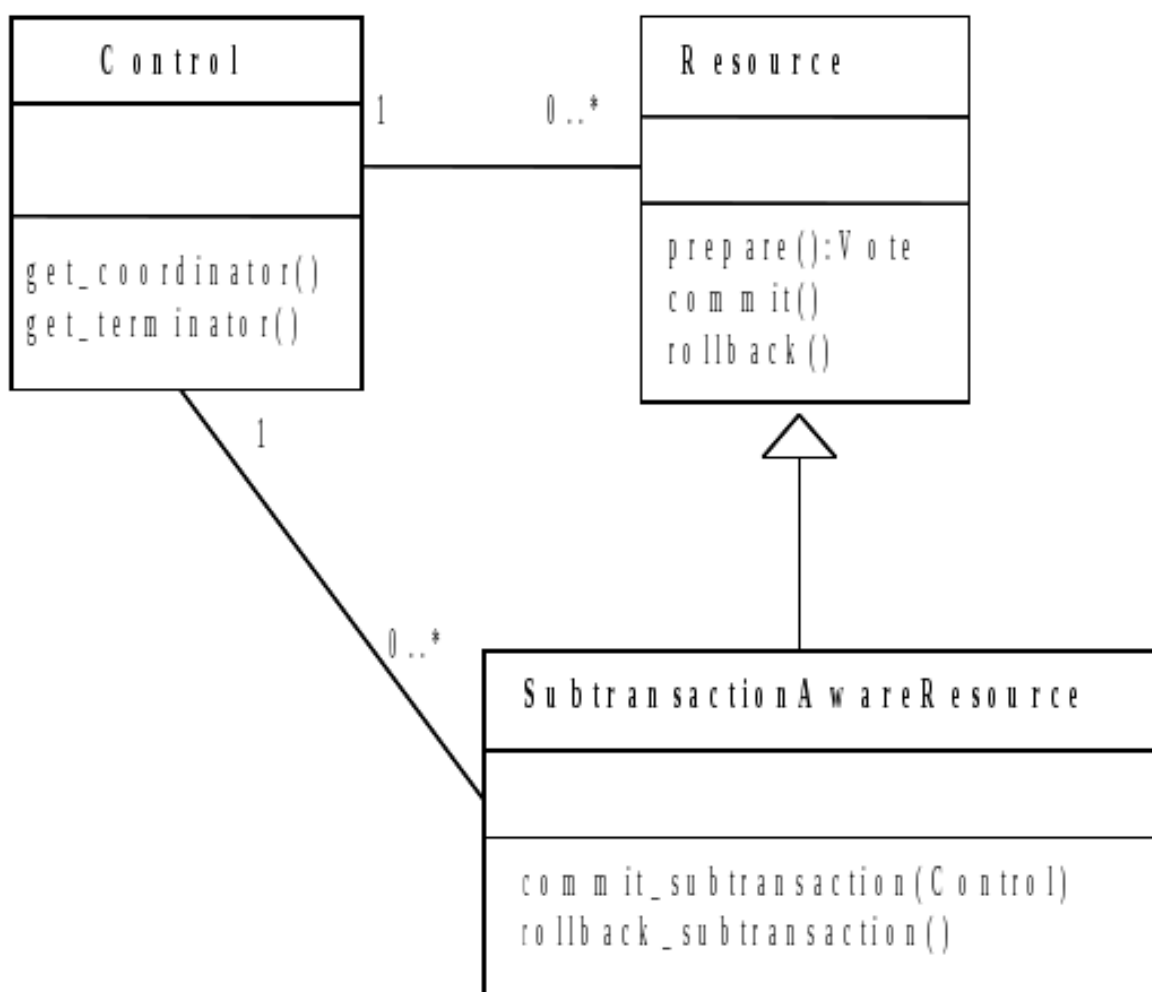 Control
Resource
1
0..*
get_coordinator()
get_terminator()
prepare():Vote
commit()
rollback()
1
0..*
SubtransactionAwareResource
commit_subtransaction(Control)
rollback_subtransaction()